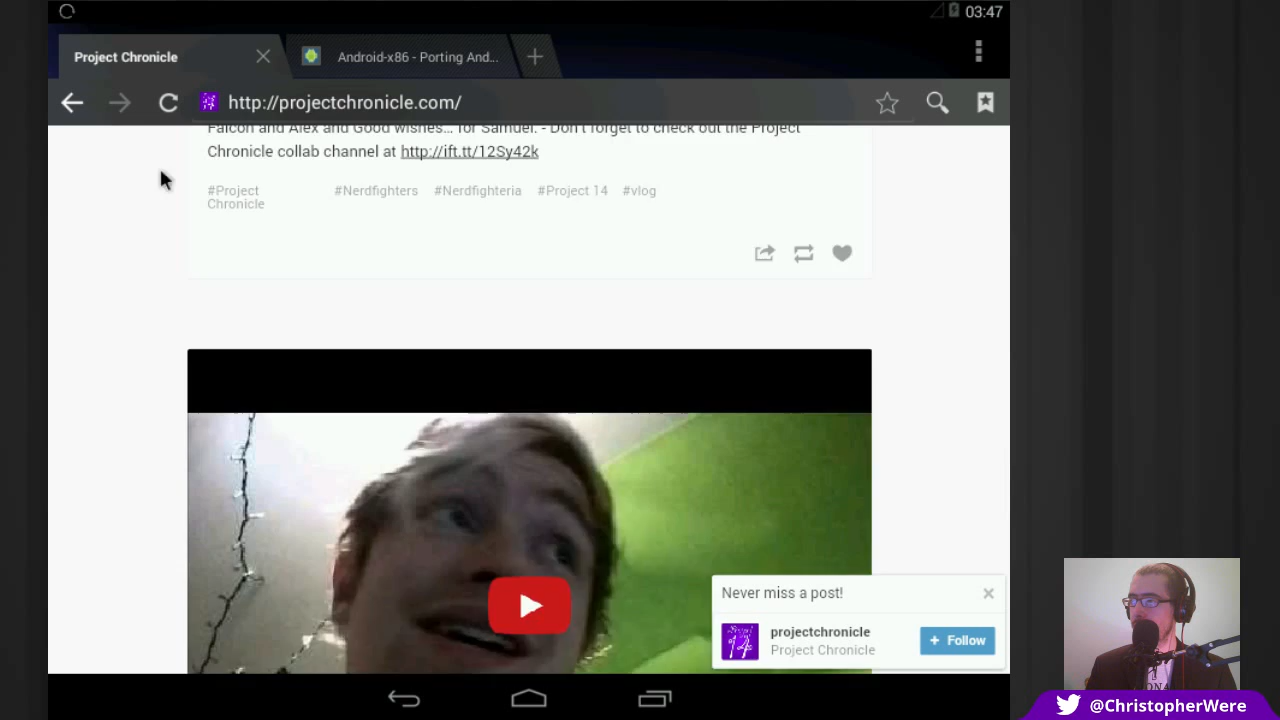 03:47
Project Chronicle
Android-x86 - Porting And...
http://projectchronicle.com/
Falcon and Alex and Good wishes... for Samuel. - Don't forget to check out the Project
Chronicle collab channel at http://ift.tt/12Sy42k
#Project Chronicle #Nerdfighters #Nerdfighteria #Project 14 #vlog
Never miss a post!
projectchronicle
Project Chronicle
+ Follow
@ChristopherWere